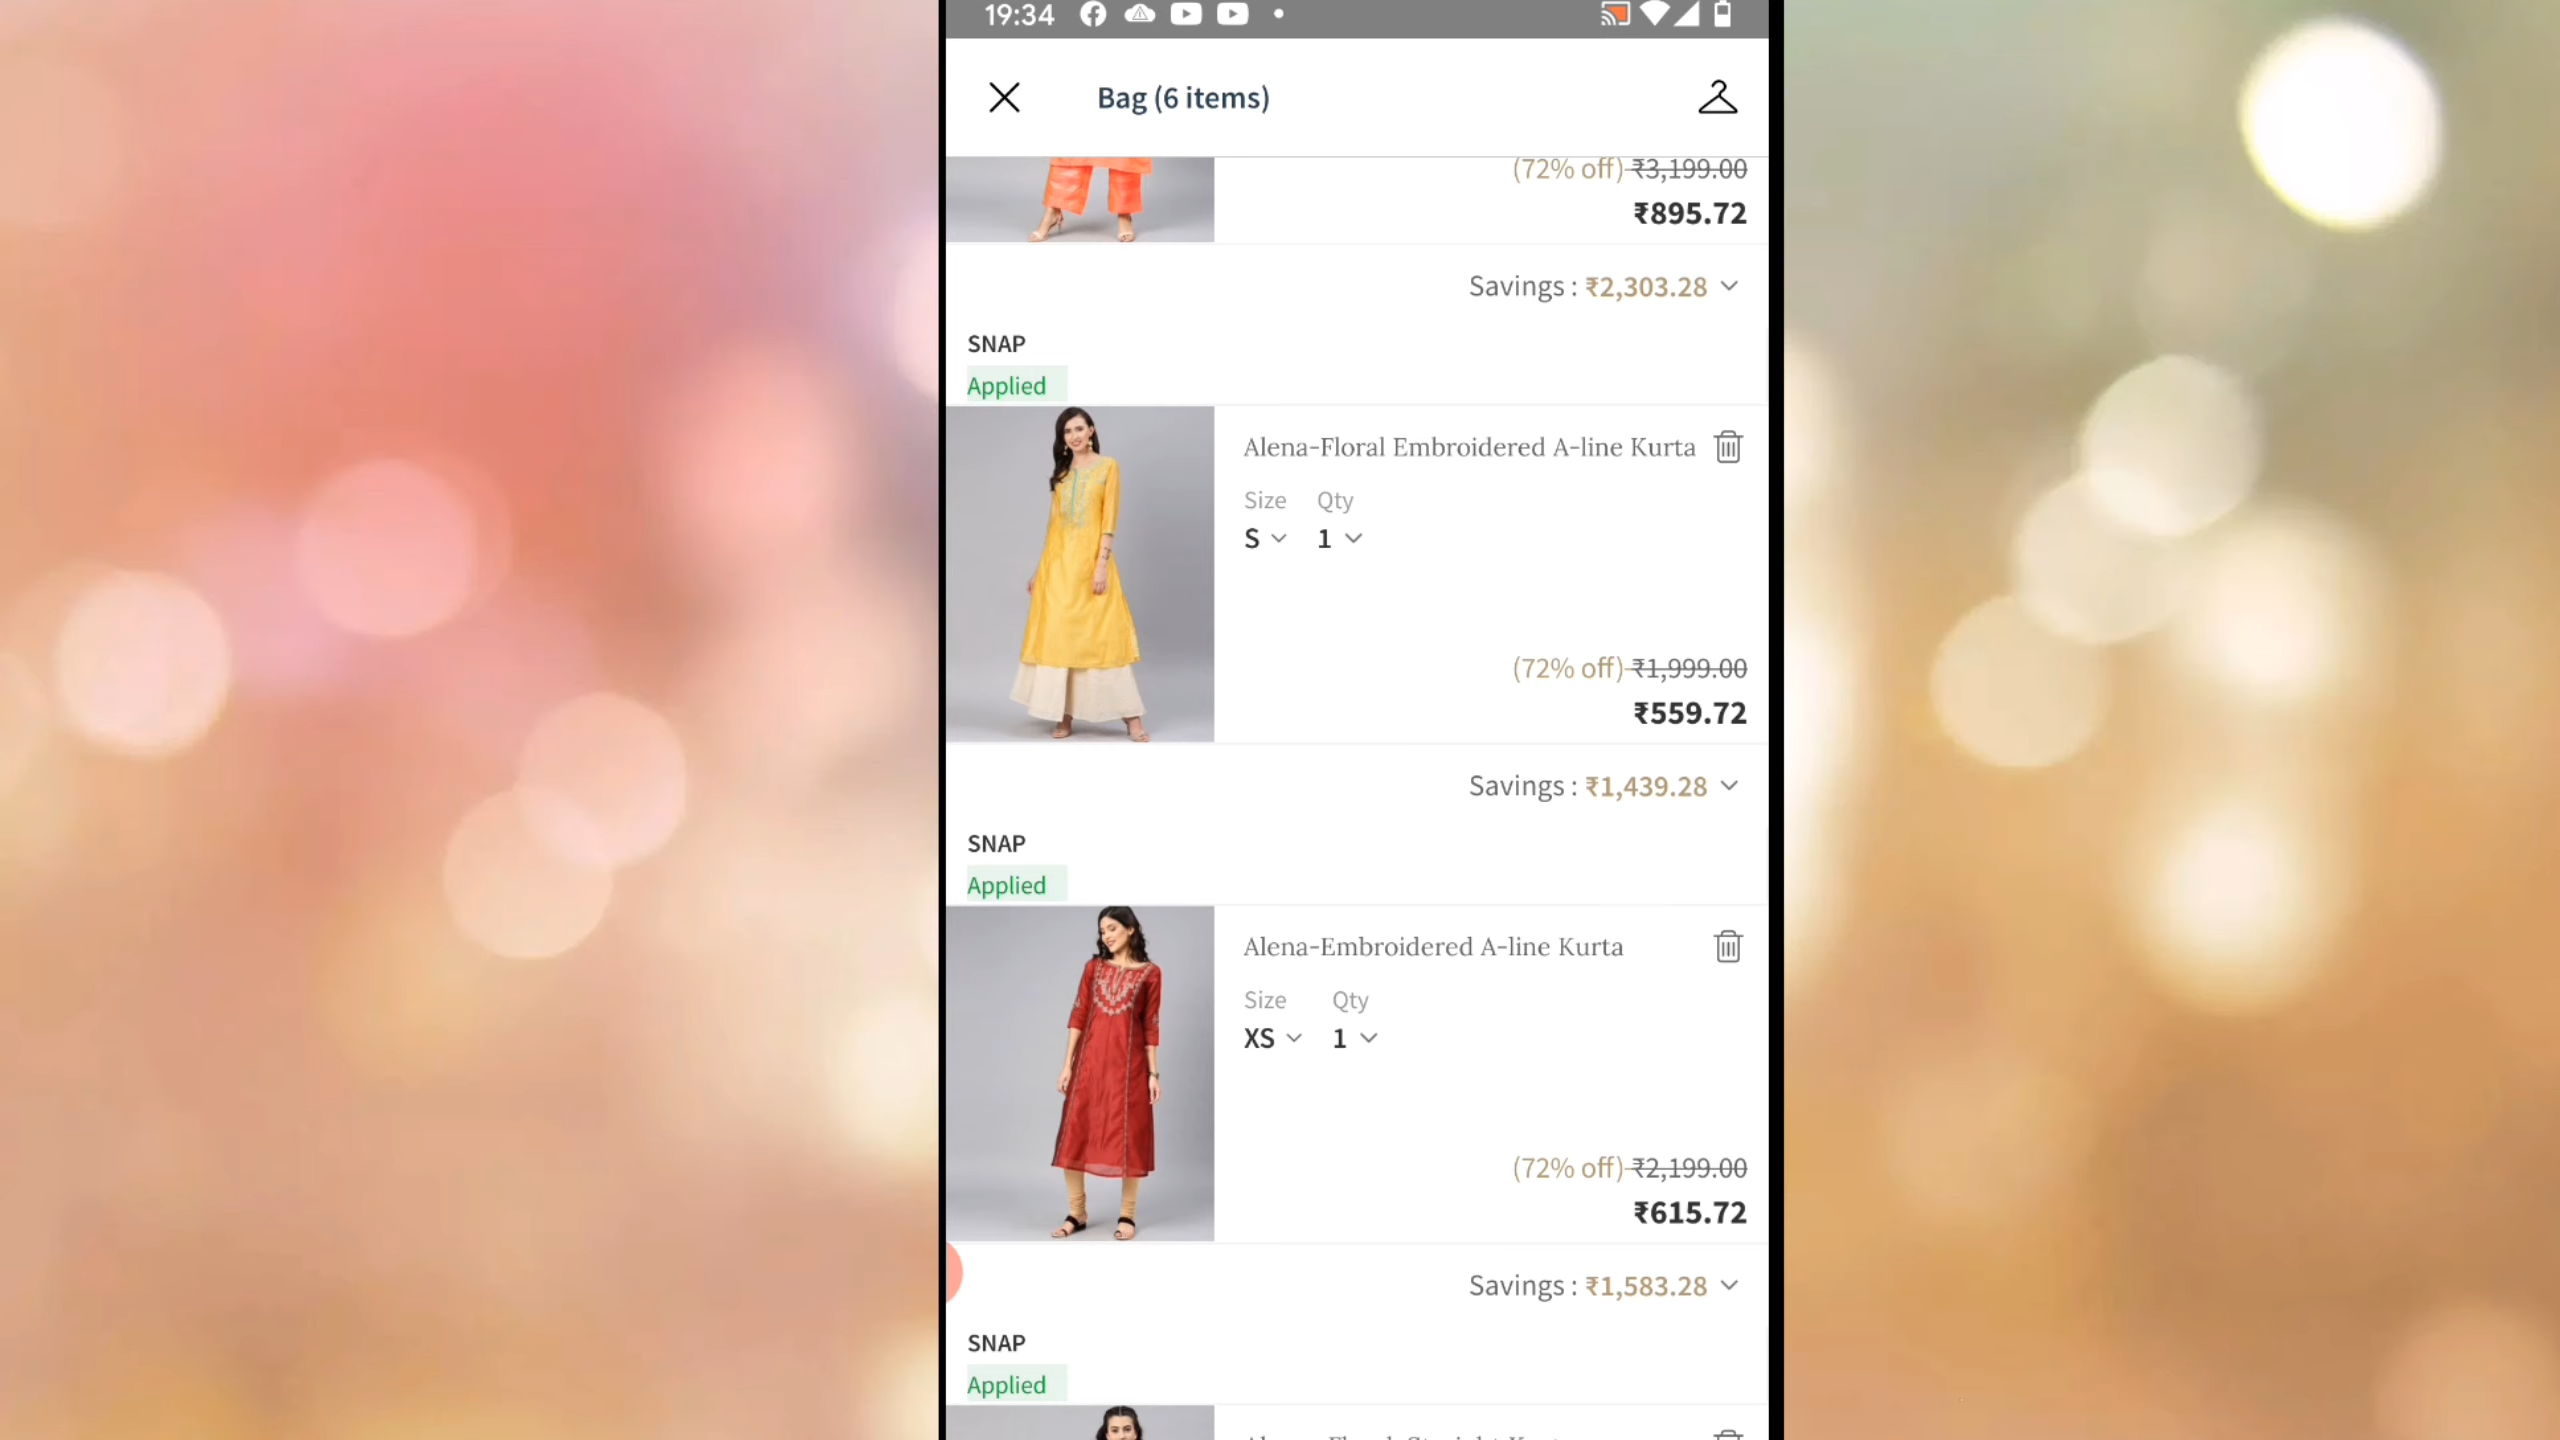 19:34
Bag (6 items)
(72% off) ₹3,199.00
₹895.72
Savings : ₹2,303.28
SNAP
Applied
Alena-Floral Embroidered A-line Kurta
Size Qty
S 1
(72% off) ₹1,999.00
₹559.72
Savings : ₹1,439.28
SNAP
Applied
Alena-Embroidered A-line Kurta
Size Qty
XS 1
(72% off) ₹2,199.00
₹615.72
Savings : ₹1,583.28
SNAP
Applied